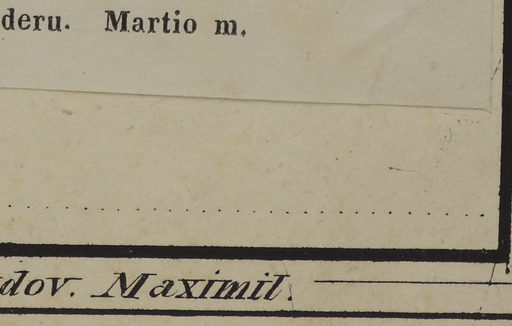 deru. Martio m.
dov. Maximil.